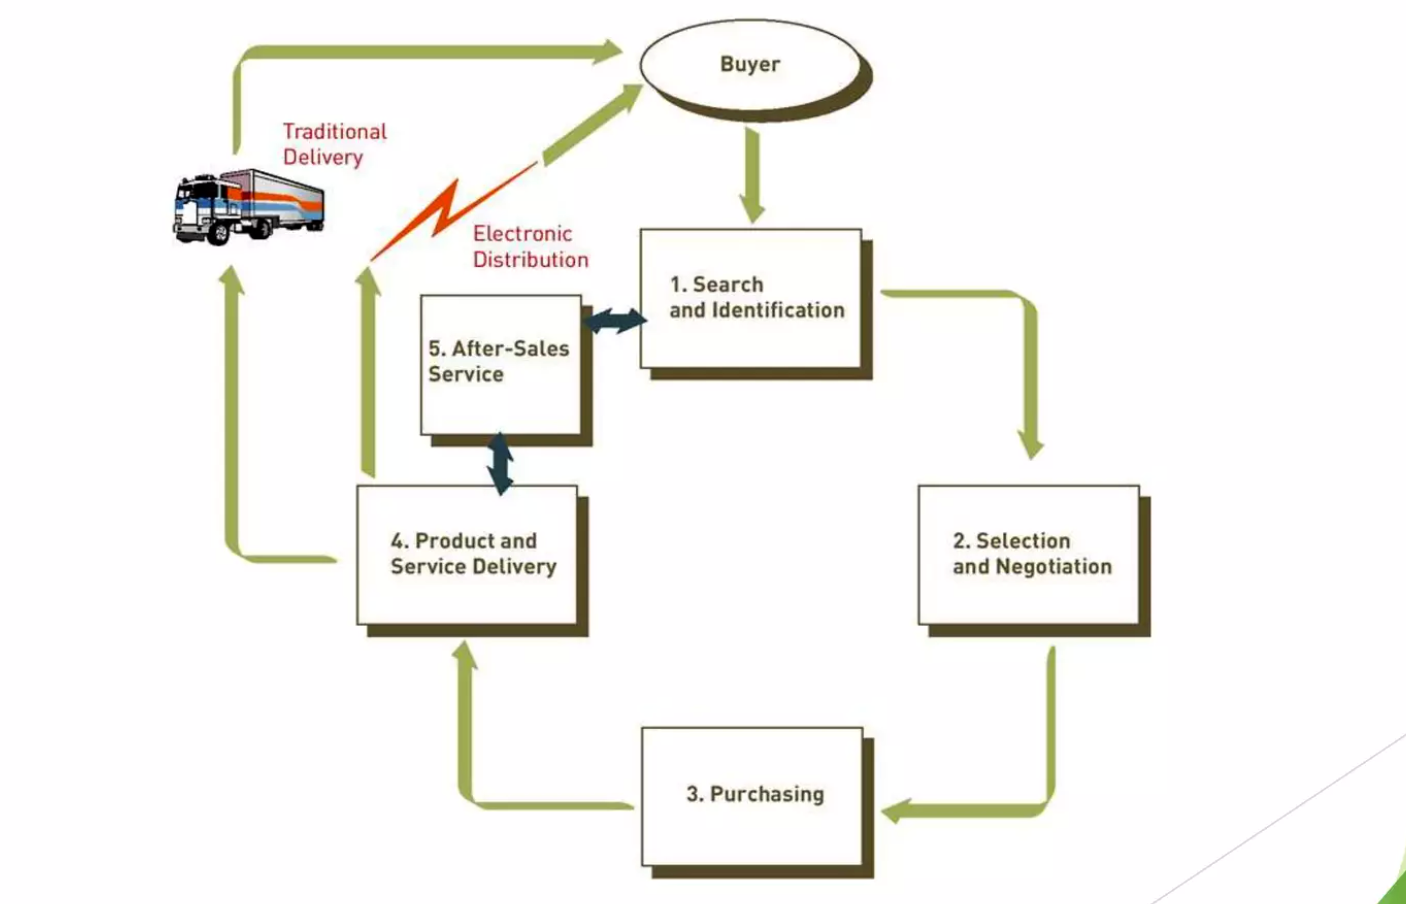 Buyer
Traditional
Delivery
Electronic
Distribution
1. Search
and Identification
5. After-Sales
Service
4. Product and
Service Delivery
2. Selection
and Negotiation
3. Purchasing